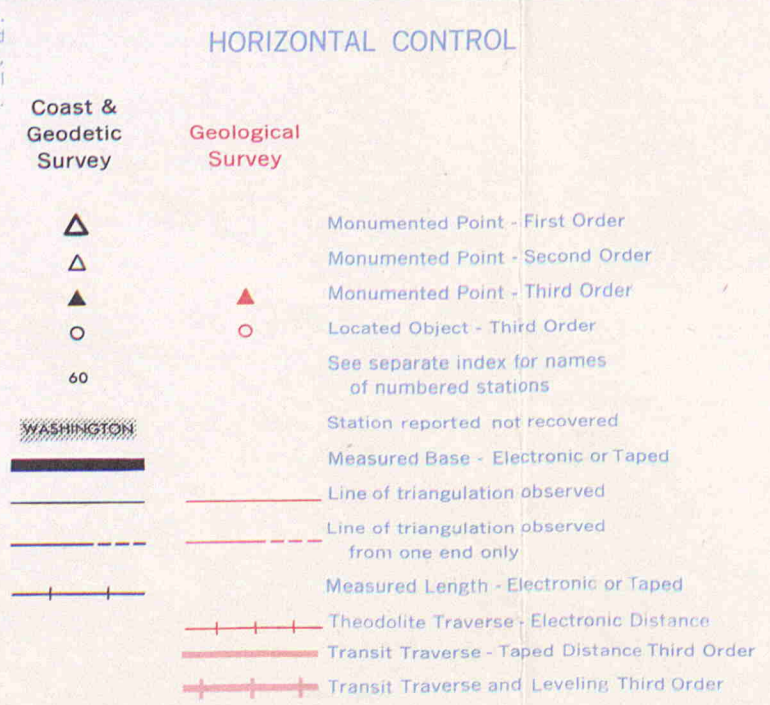 HORIZONTAL CONTROL
Coast &
Geodetic
Survey
Geological
Survey
Monumented Point - First Order
Monumented Point - Second Order
Monumented Point - Third Order
Located Object - Third Order
60
See separate index for names
of numbered stations
WASHINGTON
Station reported not recovered
Measured Base - Electronic or Taped
Line of triangulation observed
Line of triangulation observed
from one end only
Measured Length - Electronic or Taped
Theodolite Traverse - Electronic Distance
Transit Traverse - Taped Distance Third Order
Transit Traverse and Leveling Third Order